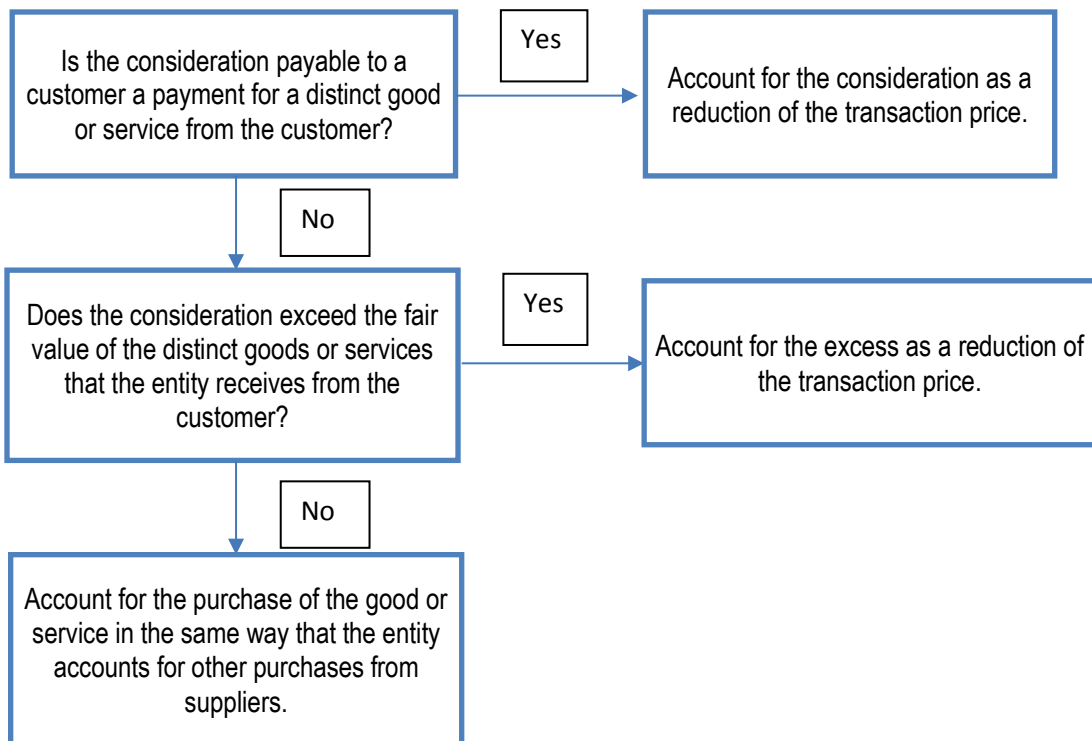 Is the consideration payable to a
customer a payment for a distinct good
or service from the customer?
Yes
Account for the consideration as a
reduction of the transaction price.
No
Does the consideration exceed the fair
value of the distinct goods or services
that the entity receives from the
customer?
Yes
Account for the excess as a reduction of
the transaction price.
No
Account for the purchase of the good or
service in the same way that the entity
accounts for other purchases from
suppliers.